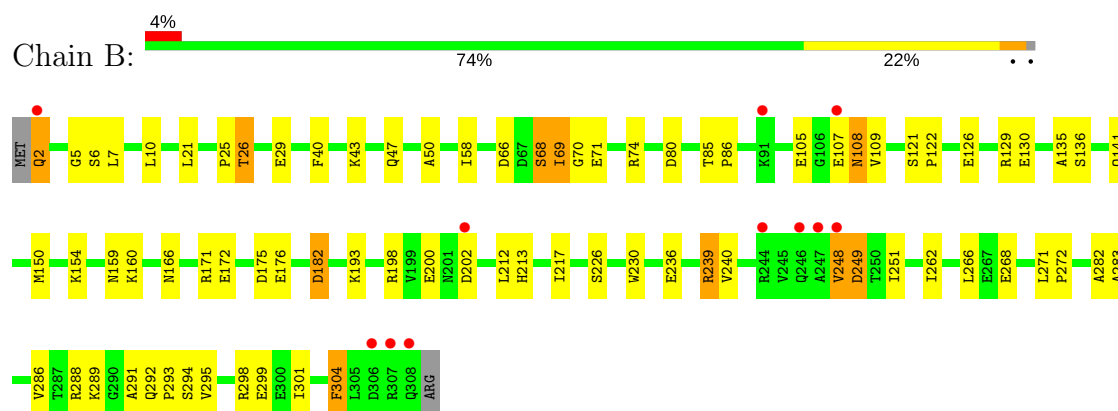 4%
Chain B:
74% 22% • •
MET Q2 G5 S6 L7 L10 L21 P25 T26 E29 F40 K43 Q47 A50 I58 D66 D67 S68 I69 G70 E71 R74 D80 T85 P86 K91 E105 G106 E107 N108 V109 S121 P122 E126 R129 E130 A135 S136
M150 K154 N159 K160 N166 R171 E172 D175 E176 D182 K193 R198 V199 E200 N201 D202 L212 H213 I217 S226 W230 E236 R239 V240 R244 V245 Q246 A247 V248 D249 T250 I251 I262 L266 E267 E268 L271 P272 A282
V286 T287 R288 K289 G290 A291 Q292 P293 S294 V295 R298 E299 E300 I301 F304 L305 D306 R307 Q308 ARG